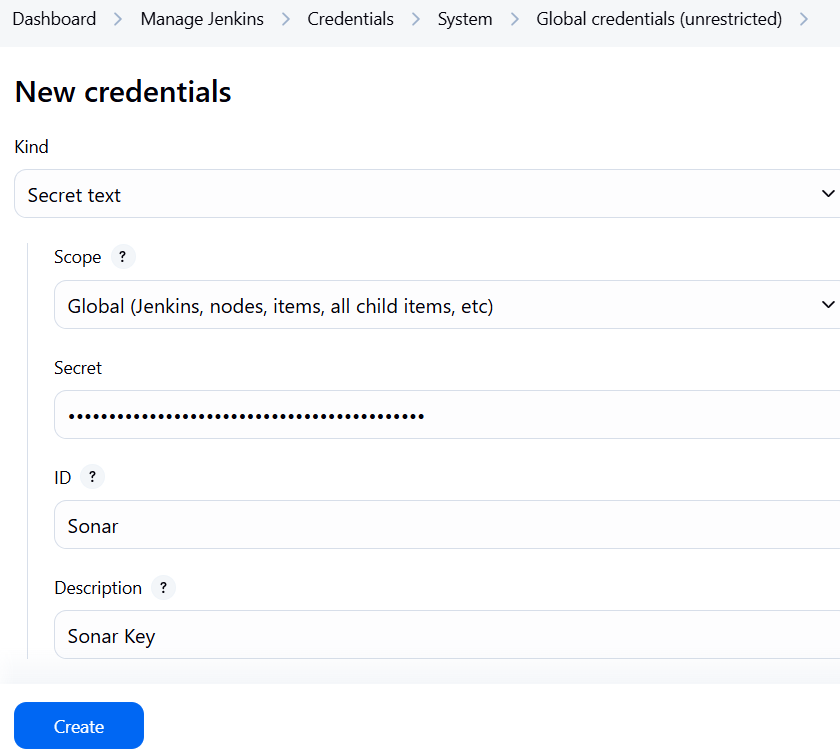 Dashboard > Manage Jenkins > Credentials > System > Global credentials (unrestricted) >
New credentials
Kind
Secret text
Scope ?
Global (Jenkins, nodes, items, all child items, etc)
Secret
••••••••••••••••••••••••••••••••••••••••••••
ID ?
Sonar
Description ?
Sonar Key
Create